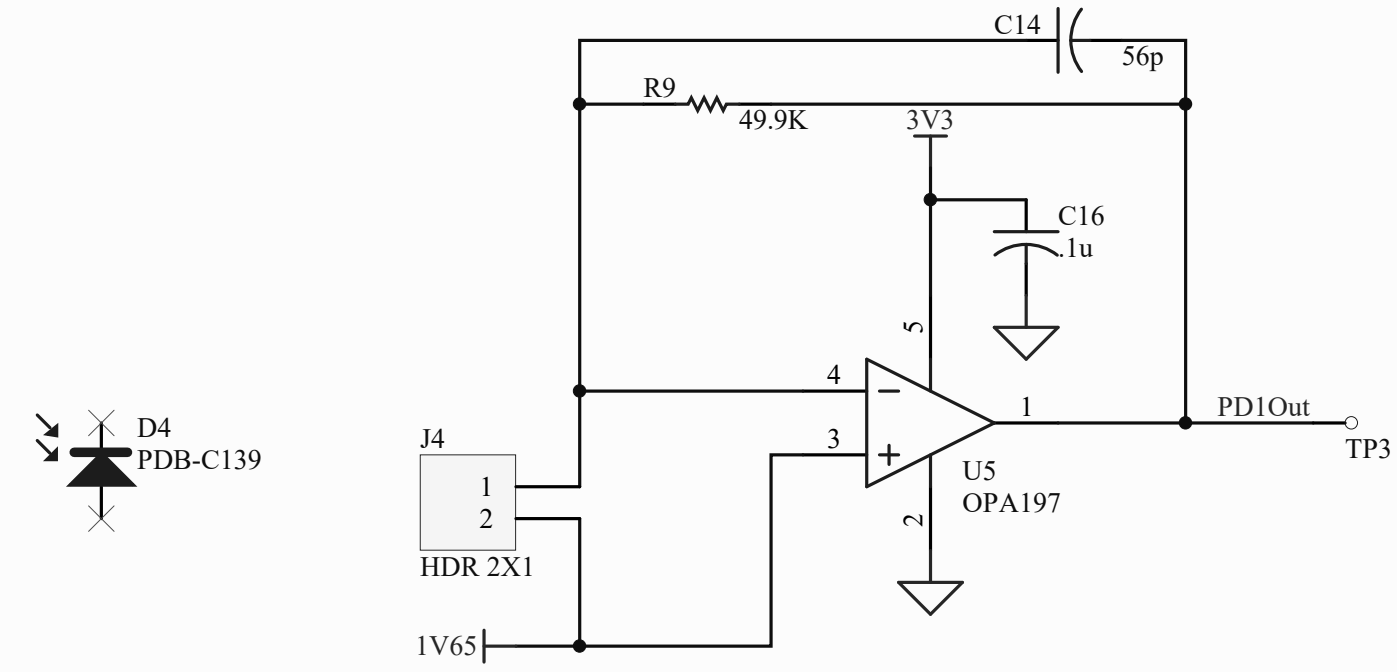 C14
56p
R9
49.9K
3V3
C16
.1u
5
4
1
PD1Out
TP3
D4
PDB-C139
J4
3
U5
OPA197
1
2
2
HDR 2X1
1V65